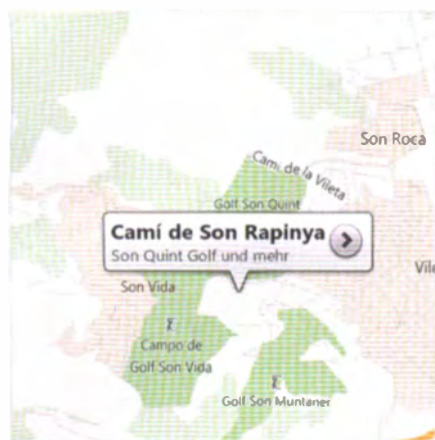 Son Roca
Camí de la Vileta
Golf Son Quint
Camí de Son Rapinya
Son Quint Golf und mehr
Vile
Son Vida
Campo de
Golf Son Vida
Golf Son Muntaner